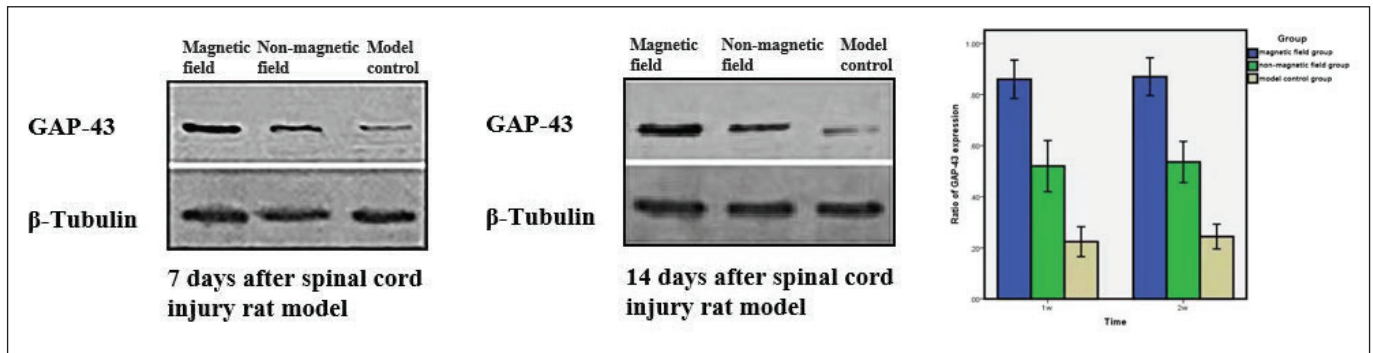 Magnetic field
Non-magnetic field
Model control
GAP-43
β-Tubulin
7 days after spinal cord
injury rat model
Magnetic field
Non-magnetic field
Model control
GAP-43
β-Tubulin
14 days after spinal cord
injury rat model
Ratio of GAP-43 expression
1.00
.80
.60
.40
.20
.00
1w
2w
Time
Group
magnetic field group
non-magnetic field group
model control group